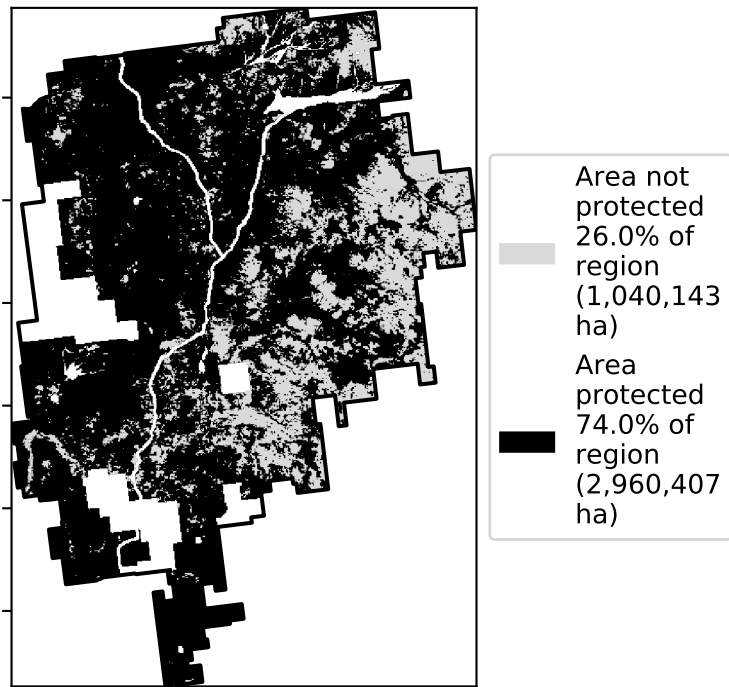 Area not
protected
26.0% of
region
(1,040,143
ha)
Area
protected
74.0% of
region
(2,960,407
ha)